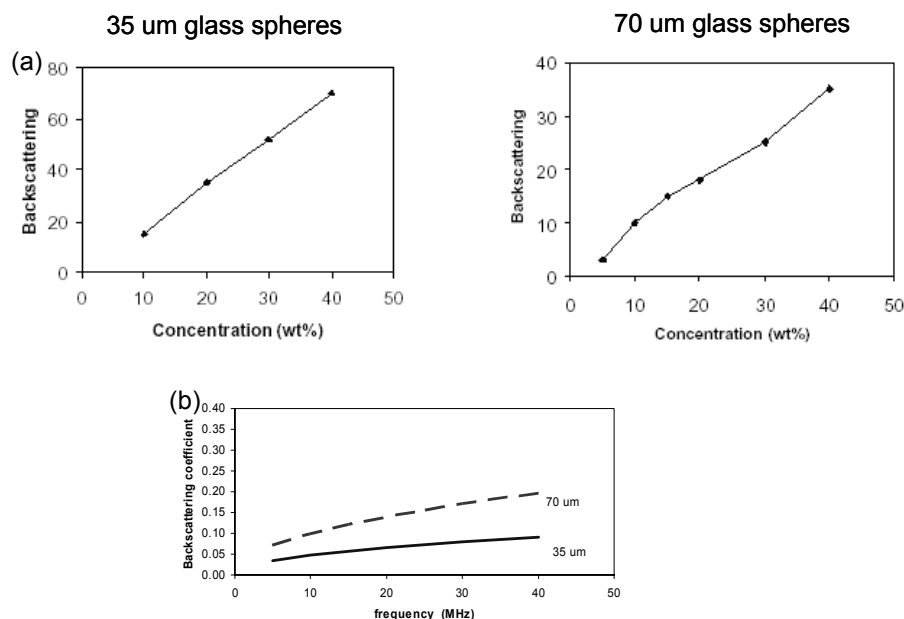 35 um glass spheres
70 um glass spheres
(a)
80
60
40
20
0
Backscattering
0 10 20 30 40 50
Concentration (wt%)
40
30
20
10
0
Backscattering
0 10 20 30 40 50
Concentration (wt%)
(b)
0.40
0.35
0.30
0.25
0.20
0.15
0.10
0.05
0.00
Backscattering coefficient
70 um
35 um
0 10 20 30 40 50
frequency (MHz)